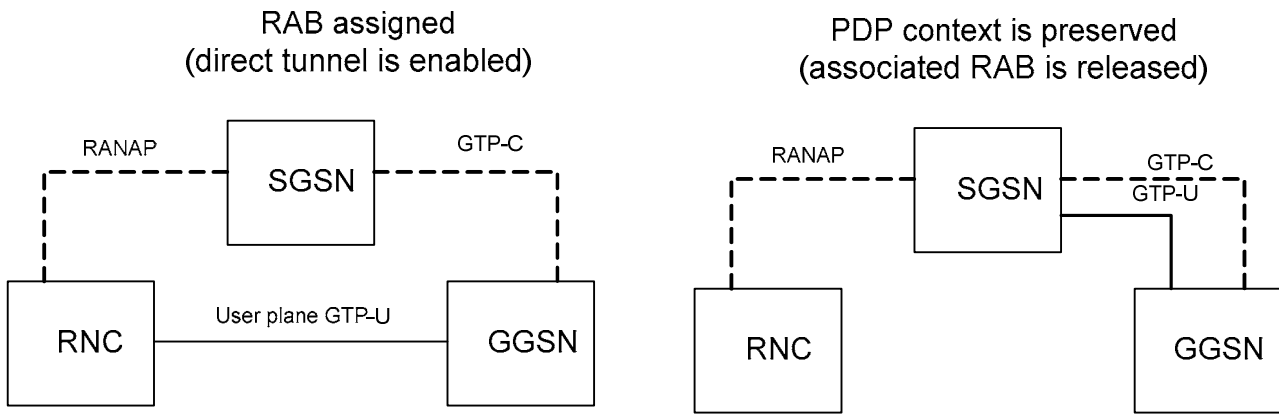 RAB assigned
(direct tunnel is enabled)
RANAP
GTP-C
SGSN
RNC
User plane GTP-U
GGSN
PDP context is preserved
(associated RAB is released)
RANAP
GTP-C
GTP-U
SGSN
RNC
GGSN